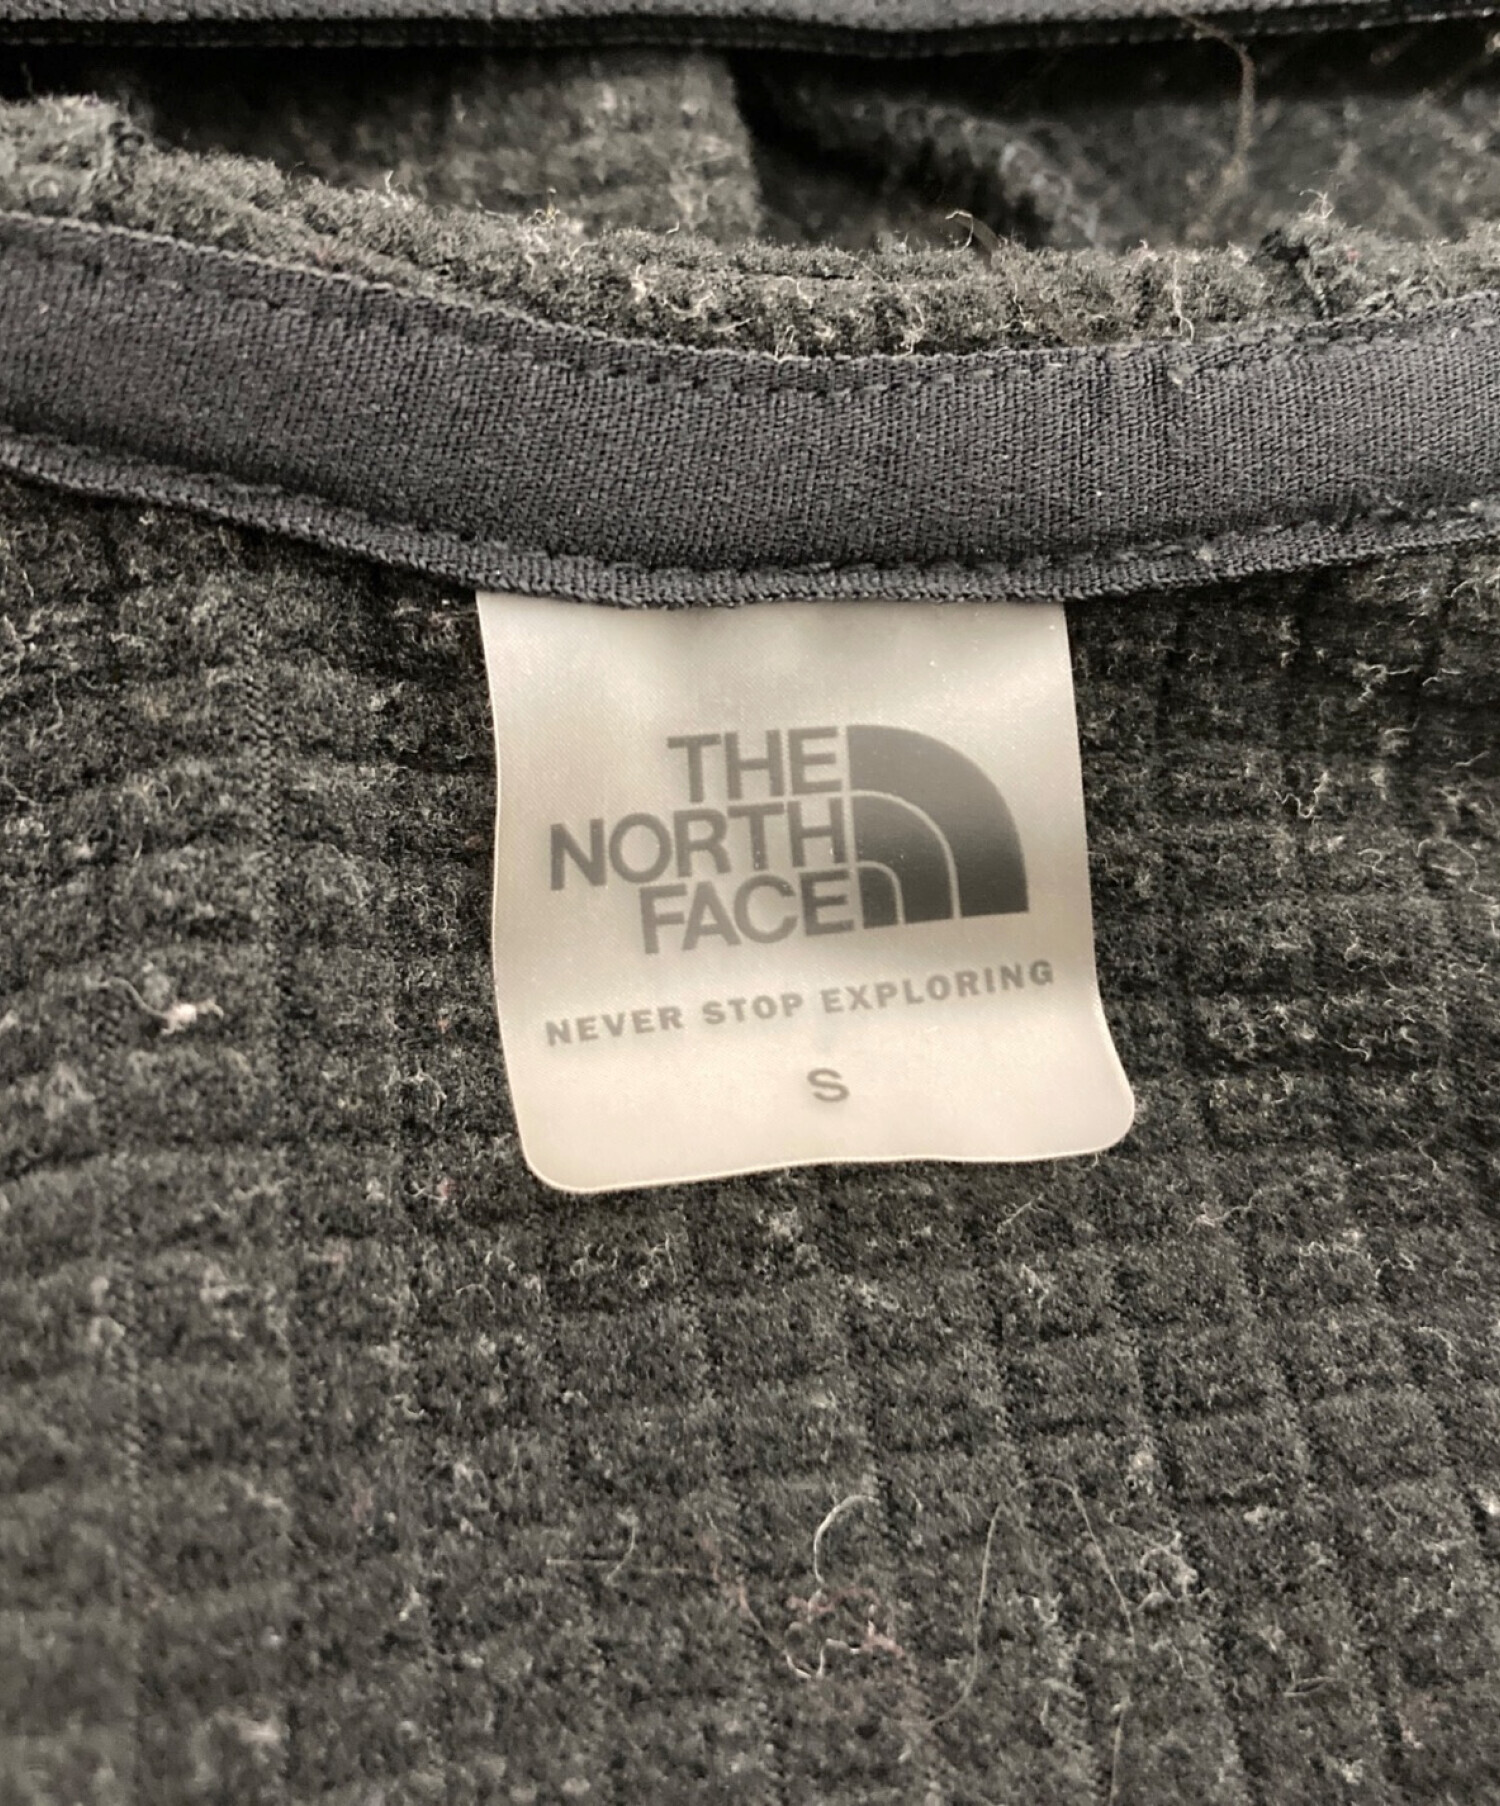 THE
NORTH
FACE
NEVER STOP EXPLORING
S